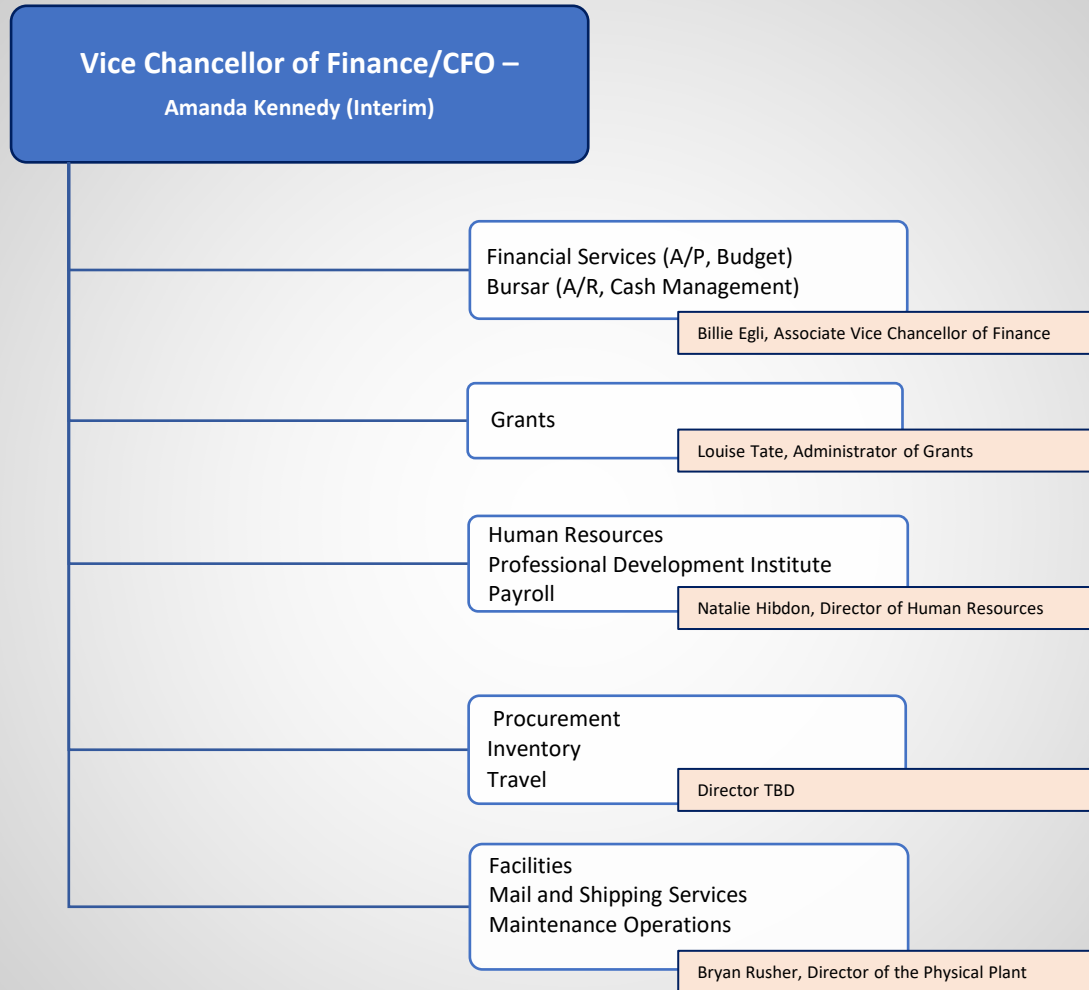 Vice Chancellor of Finance/CFO –
Amanda Kennedy (Interim)
Financial Services (A/P, Budget)
Bursar (A/R, Cash Management)
Billie Egli, Associate Vice Chancellor of Finance
Grants
Louise Tate, Administrator of Grants
Human Resources
Professional Development Institute
Payroll
Natalie Hibdon, Director of Human Resources
Procurement
Inventory
Travel
Director TBD
Facilities
Mail and Shipping Services
Maintenance Operations
Bryan Rusher, Director of the Physical Plant